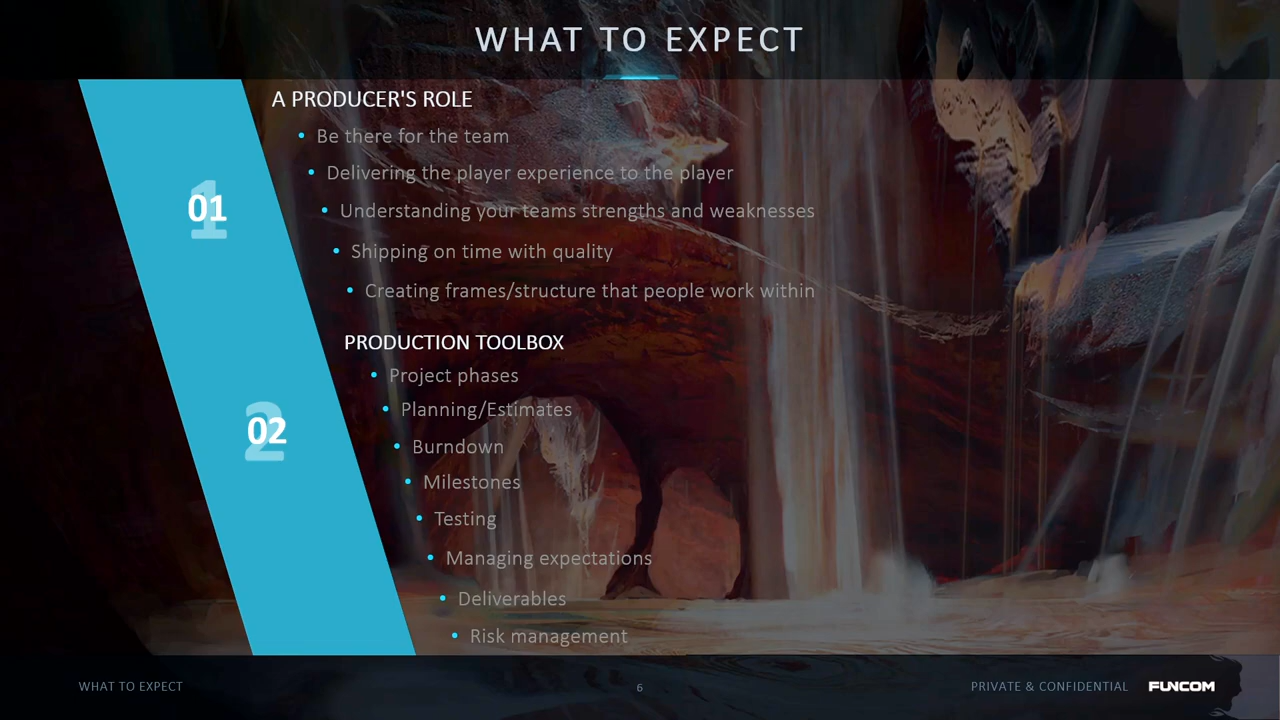 WHAT TO EXPECT
A PRODUCER'S ROLE
• Be there for the team
• Delivering the player experience to the player
01
1
• Understanding your teams strengths and weaknesses
• Shipping on time with quality
• Creating frames/structure that people work within
PRODUCTION TOOLBOX
• Project phases
• Planning/Estimates
02
2
• Burndown
• Milestones
• Testing
• Managing expectations
• Deliverables
• Risk management
WHAT TO EXPECT
6
PRIVATE & CONFIDENTIAL
FUNCOM